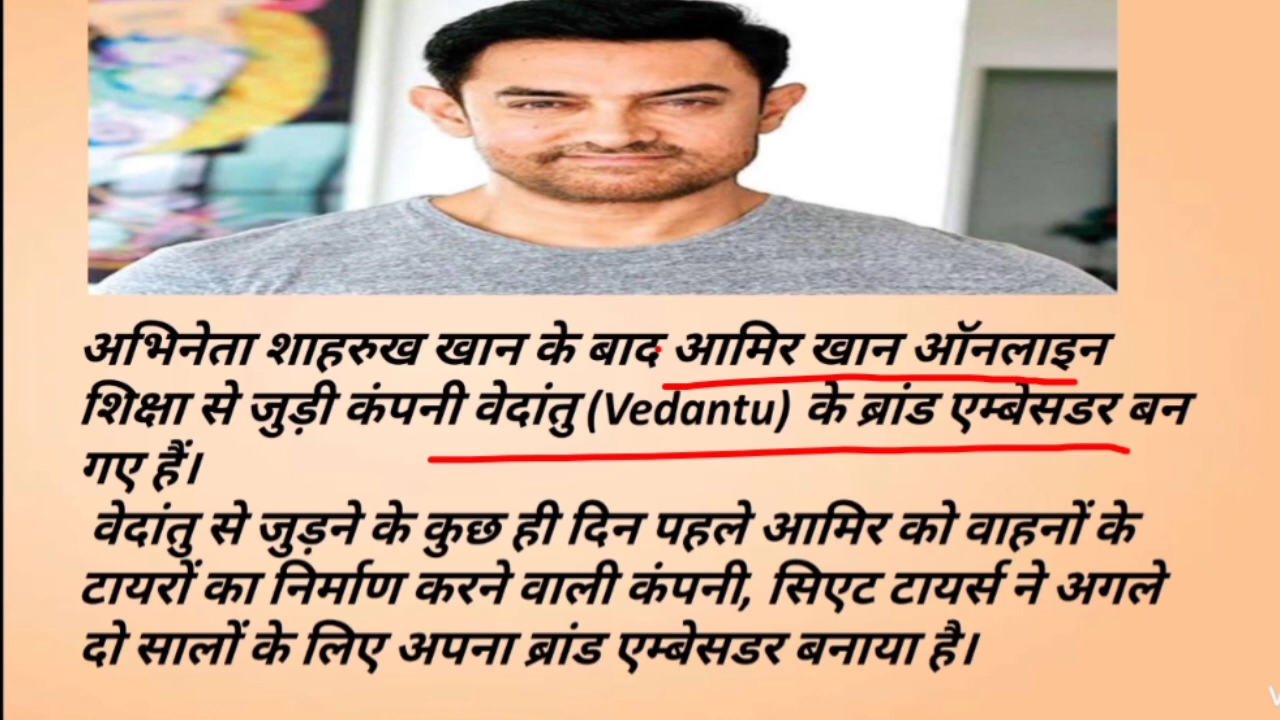 अभिनेता शाहरुख खान के बाद आमिर खान ऑनलाइन
शिक्षा से जुड़ी कंपनी वेदांतु (Vedantu) के ब्रांड एम्बेसडर बन
गए हैं।
वेदांतु से जुड़ने के कुछ ही दिन पहले आमिर को वाहनों के
टायरों का निर्माण करने वाली कंपनी, सिएट टायर्स ने अगले
दो सालों के लिए अपना ब्रांड एम्बेसडर बनाया है।